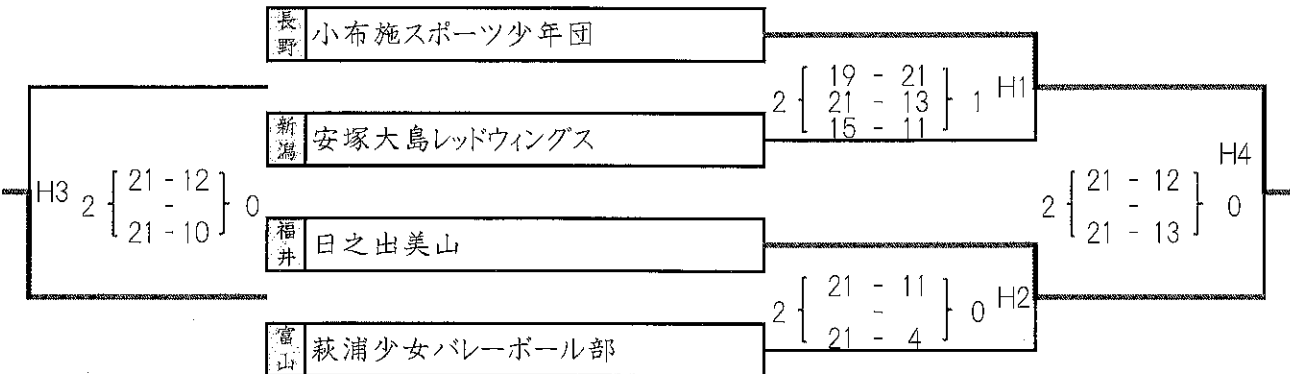 長野 小布施スポーツ少年団
2 19 - 21 1 H1
21 - 13
15 - 11
新潟 安塚大島レッドウィングス
H3 2 21 - 12 0
-
21 - 10
H4
2 21 - 12 0
-
21 - 13
福井 日之出美山
2 21 - 11 0 H2
-
21 - 4
富山 萩浦少女バレーボール部